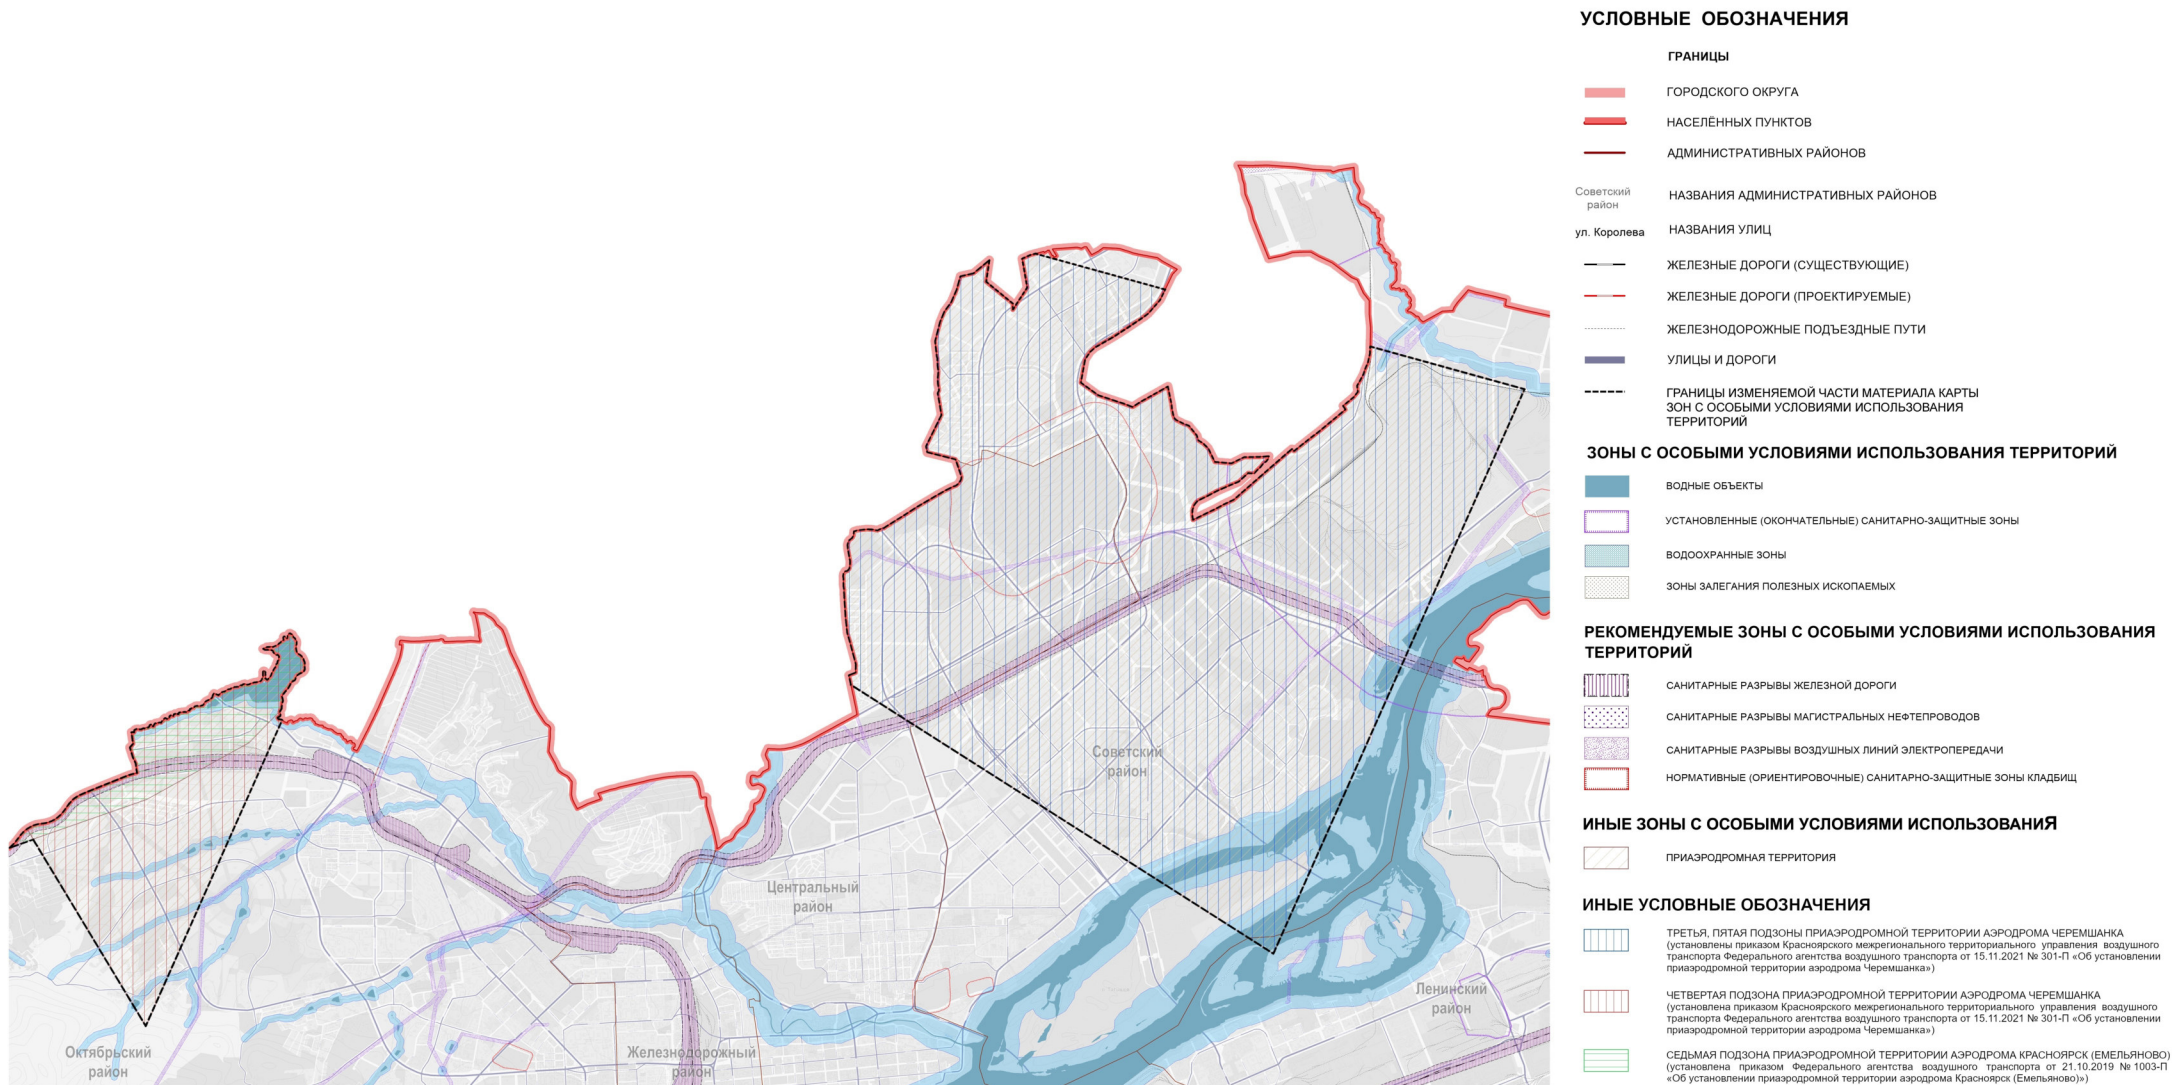 Советский
район
Центральный
район
Ленинский
район
Октябрьский
район
Железнодорожный
район
УСЛОВНЫЕ ОБОЗНАЧЕНИЯ
ГРАНИЦЫ
ГОРОДСКОГО ОКРУГА
НАСЕЛЁННЫХ ПУНКТОВ
АДМИНИСТРАТИВНЫХ РАЙОНОВ
Советский
район
НАЗВАНИЯ АДМИНИСТРАТИВНЫХ РАЙОНОВ
ул. Королева НАЗВАНИЯ УЛИЦ
ЖЕЛЕЗНЫЕ ДОРОГИ (СУЩЕСТВУЮЩИЕ)
ЖЕЛЕЗНЫЕ ДОРОГИ (ПРОЕКТИРУЕМЫЕ)
ЖЕЛЕЗНОДОРОЖНЫЕ ПОДЪЕЗДНЫЕ ПУТИ
УЛИЦЫ И ДОРОГИ
ГРАНИЦЫ ИЗМЕНЯЕМОЙ ЧАСТИ МАТЕРИАЛА КАРТЫ
ЗОН С ОСОБЫМИ УСЛОВИЯМИ ИСПОЛЬЗОВАНИЯ
ТЕРРИТОРИЙ
ЗОНЫ С ОСОБЫМИ УСЛОВИЯМИ ИСПОЛЬЗОВАНИЯ ТЕРРИТОРИЙ
ВОДНЫЕ ОБЪЕКТЫ
УСТАНОВЛЕННЫЕ (ОКОНЧАТЕЛЬНЫЕ) САНИТАРНО-ЗАЩИТНЫЕ ЗОНЫ
ВОДООХРАННЫЕ ЗОНЫ
ЗОНЫ ЗАЛЕГАНИЯ ПОЛЕЗНЫХ ИСКОПАЕМЫХ
РЕКОМЕНДУЕМЫЕ ЗОНЫ С ОСОБЫМИ УСЛОВИЯМИ ИСПОЛЬЗОВАНИЯ
ТЕРРИТОРИЙ
САНИТАРНЫЕ РАЗРЫВЫ ЖЕЛЕЗНОЙ ДОРОГИ
САНИТАРНЫЕ РАЗРЫВЫ МАГИСТРАЛЬНЫХ НЕФТЕПРОВОДОВ
САНИТАРНЫЕ РАЗРЫВЫ ВОЗДУШНЫХ ЛИНИЙ ЭЛЕКТРОПЕРЕДАЧИ
НОРМАТИВНЫЕ (ОРИЕНТИРОВОЧНЫЕ) САНИТАРНО-ЗАЩИТНЫЕ ЗОНЫ КЛАДБИЩ
ИНЫЕ ЗОНЫ С ОСОБЫМИ УСЛОВИЯМИ ИСПОЛЬЗОВАНИЯ
ПРИАЭРОДРОМНАЯ ТЕРРИТОРИЯ
ИНЫЕ УСЛОВНЫЕ ОБОЗНАЧЕНИЯ
ТРЕТЬЯ, ПЯТАЯ ПОДЗОНЫ ПРИАЭРОДРОМНОЙ ТЕРРИТОРИИ АЭРОДРОМА ЧЕРЕМШАНКА
(установлены приказом Красноярского межрегионального территориального управления воздушного
транспорта Федерального агентства воздушного транспорта от 15.11.2021 № 301-П «Об установлении
приаэродромной территории аэродрома Черемшанка»)
ЧЕТВЕРТАЯ ПОДЗОНА ПРИАЭРОДРОМНОЙ ТЕРРИТОРИИ АЭРОДРОМА ЧЕРЕМШАНКА
(установлена приказом Красноярского межрегионального территориального управления воздушного
транспорта Федерального агентства воздушного транспорта от 15.11.2021 № 301-П «Об установлении
приаэродромной территории аэродрома Черемшанка»)
СЕДЬМАЯ ПОДЗОНА ПРИАЭРОДРОМНОЙ ТЕРРИТОРИИ АЭРОДРОМА КРАСНОЯРСК (ЕМЕЛЬЯНОВО)
(установлена приказом Федерального агентства воздушного транспорта от 21.10.2019 № 1003-П
«Об установлении приаэродромной территории аэродрома Красноярск (Емельяново)»)